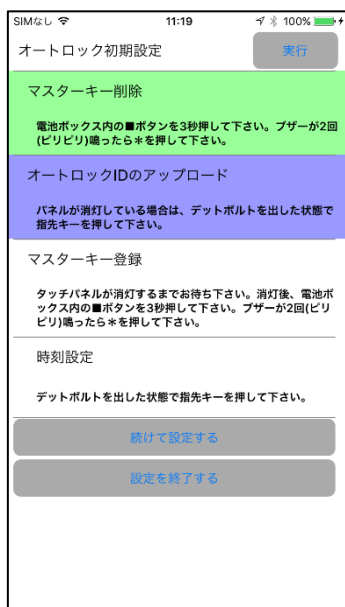 SIMなし 11:19 100%
オートロック初期設定 実行
マスターキー削除
電池ボックス内の■ボタンを3秒押して下さい。ブザーが2回
(ピリピリ)鳴ったら＊を押して下さい。
オートロックIDのアップロード
パネルが消灯している場合は、デットボルトを出した状態で
指先キーを押して下さい。
マスターキー登録
タッチパネルが消灯するまでお待ち下さい。消灯後、電池ボ
ックス内の■ボタンを3秒押して下さい。ブザーが2回(ピリ
ピリ)鳴ったら＊を押して下さい。
時刻設定
デットボルトを出した状態で指先キーを押して下さい。
続けて設定する
設定を終了する